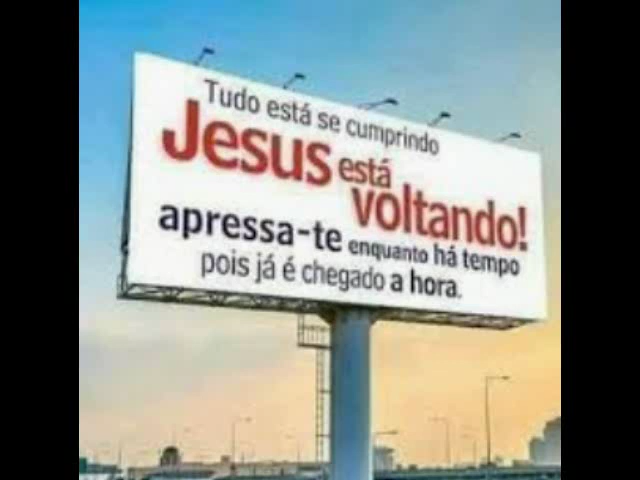 Tudo está se cumprindo
Jesus está
voltando!
apressa-te enquanto há tempo
pois já é chegado a hora.